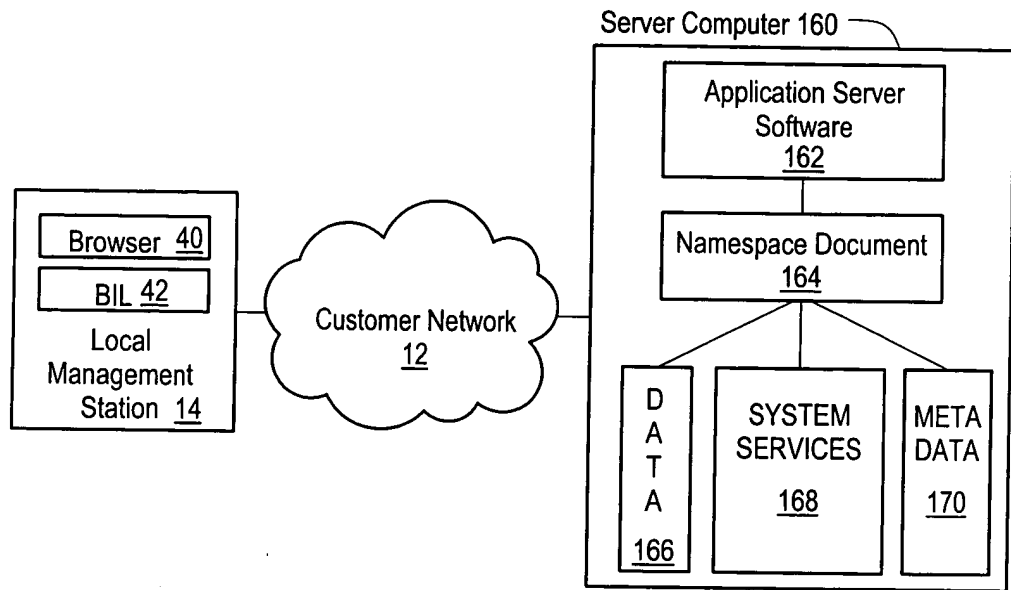 Server Computer 160
Application Server
Software
162
Namespace Document
164
Browser 40
BIL 42
Local
Management
Station 14
Customer Network
12
D
A
T
A
166
SYSTEM
SERVICES
168
META
DATA
170